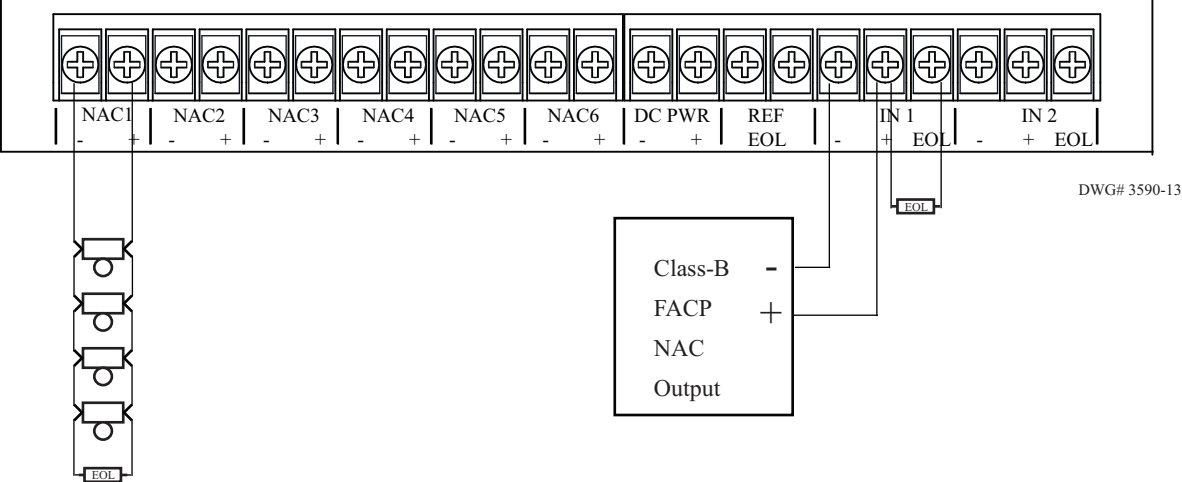 NAC1 NAC2 NAC3 NAC4 NAC5 NAC6 DC PWR REF IN 1 IN 2
- + - + - + - + - + - + - + EOL - + EOL - + EOL
DWG# 3590-13
EOL
Class-B -
FACP +
NAC
Output
EOL